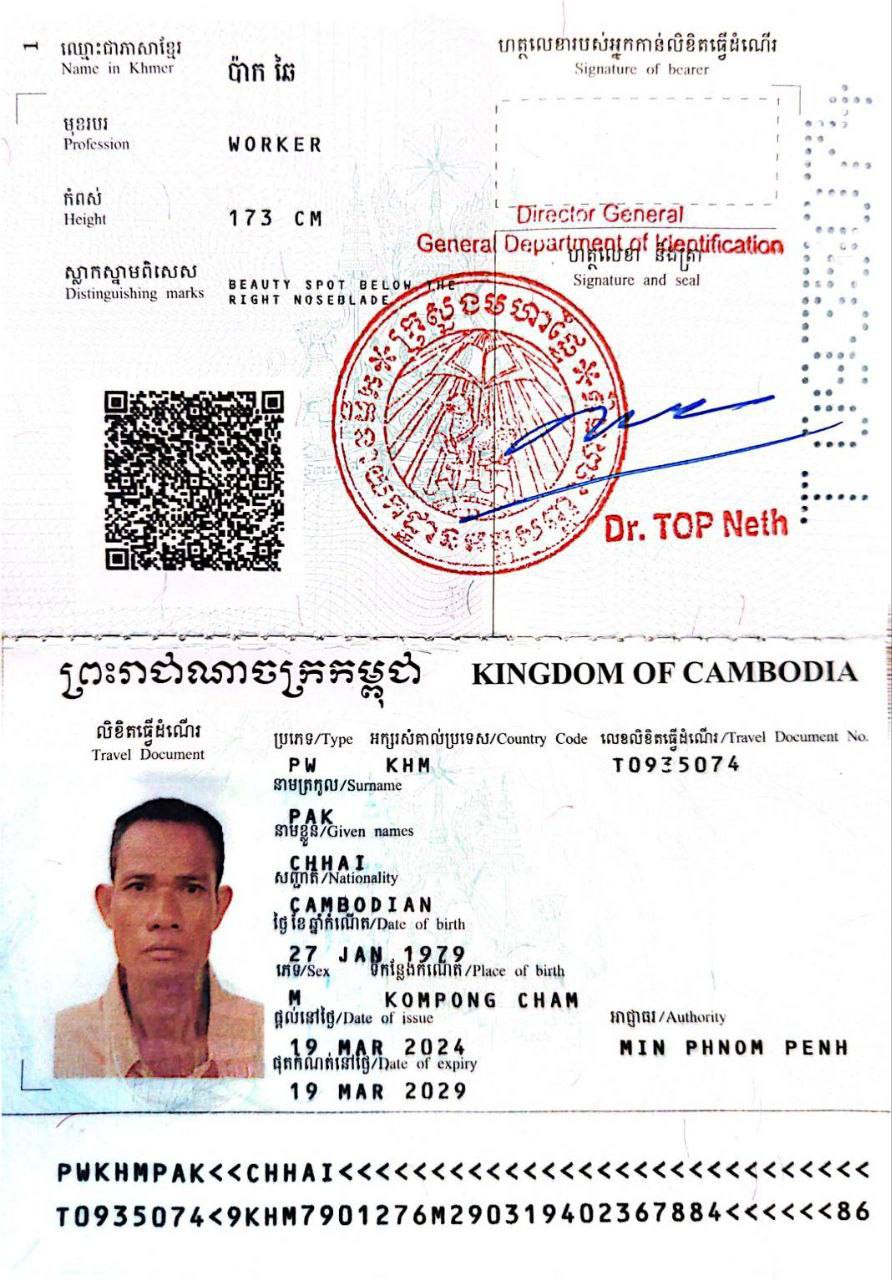 1
ឈ្មោះជាភាសាខ្មែរ
Name in Khmer
ប៉ាក ឆៃ
ហត្ថលេខារបស់អ្នកកាន់លិខិតធ្វើដំណើរ
Signature of bearer
មុខរបរ
Profession
WORKER
កំពស់
Height
173 CM
Director General
General Department of Identification
ហត្ថលេខា និងត្រា
Signature and seal
ស្លាកស្នាមពិសេស
Distinguishing marks
BEAUTY SPOT BELOW THE
RIGHT NOSEBLADE
Dr. TOP Neth
ព្រះរាជាណាចក្រកម្ពុជា KINGDOM OF CAMBODIA
លិខិតធ្វើដំណើរ
Travel Document
ប្រភេទ/Type អក្សរសំគាល់ប្រទេស/Country Code លេខលិខិតធ្វើដំណើរ/Travel Document No.
PW KHM T0935074
នាមត្រកូល/Surname
PAK
នាមខ្លួន/Given names
CHHAI
សញ្ជាតិ/Nationality
CAMBODIAN
ថ្ងៃ ខែ ឆ្នាំកំណើត/Date of birth
27 JAN 1979
ភេទ/Sex ទីកន្លែងកំណើត/Place of birth
M KOMPONG CHAM
ផ្តល់នៅថ្ងៃ/Date of issue អាជ្ញាធរ/Authority
19 MAR 2024 MIN PHNOM PENH
ផុតកំណត់នៅថ្ងៃ/Date of expiry
19 MAR 2029
PWKHMPAK<<CHHAI<<<<<<<<<<<<<<<<<<<<<<<<<<<<<
T0935074<9KHM7901276M290319402367884<<<<<<86